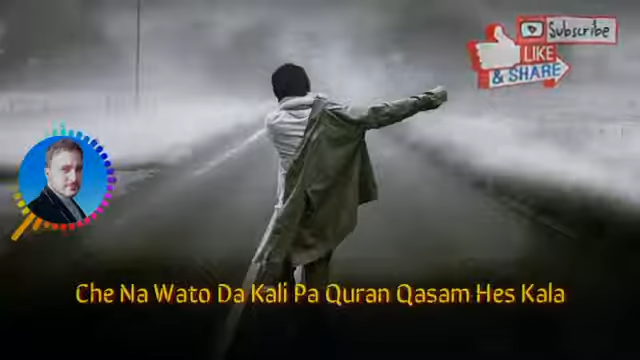 Subscribe
LIKE
& SHARE
Che Na Wato Da Kali Pa Quran Qasam Hes Kala